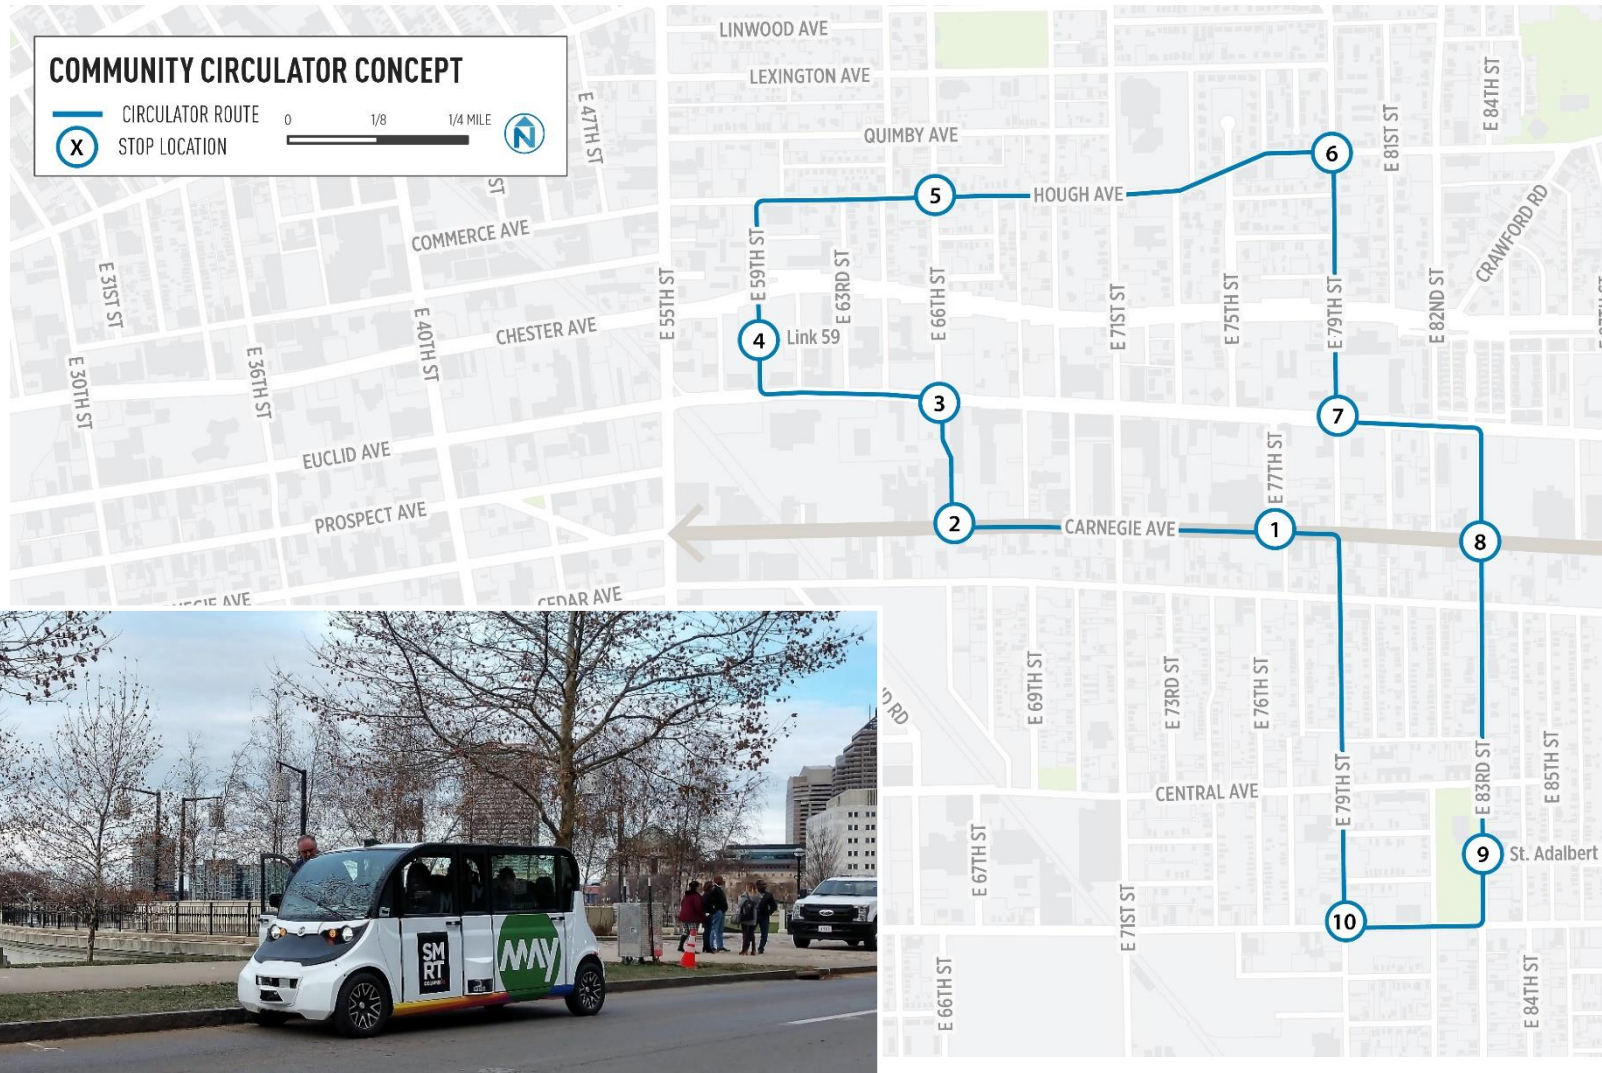 COMMUNITY CIRCULATOR CONCEPT
CIRCULATOR ROUTE
0 1/8 1/4 MILE
N
X STOP LOCATION
LINWOOD AVE
LEXINGTON AVE
QUIMBY AVE
HOUGH AVE
E 47TH ST
ST
COMMERCE AVE
CHESTER AVE
EUCLID AVE
PROSPECT AVE
CEDAR AVE
CARNEGIE AVE
CENTRAL AVE
CRAWFORD RD
E 31ST ST
E 30TH ST
E 36TH ST
E 40TH ST
E 55TH ST
E 59TH ST
E 63RD ST
E 66TH ST
E 71ST ST
E 75TH ST
E 79TH ST
E 81ST ST
E 82ND ST
E 84TH ST
E 77TH ST
E 69TH ST
E 73RD ST
E 76TH ST
E 79TH ST
E 83RD ST
E 85TH ST
E 67TH ST
E 71ST ST
E 66TH ST
E 84TH ST
RD
AVE
1
2
3
4 Link 59
5
6
7
8
9 St. Adalbert
10
SM
RT
MAY